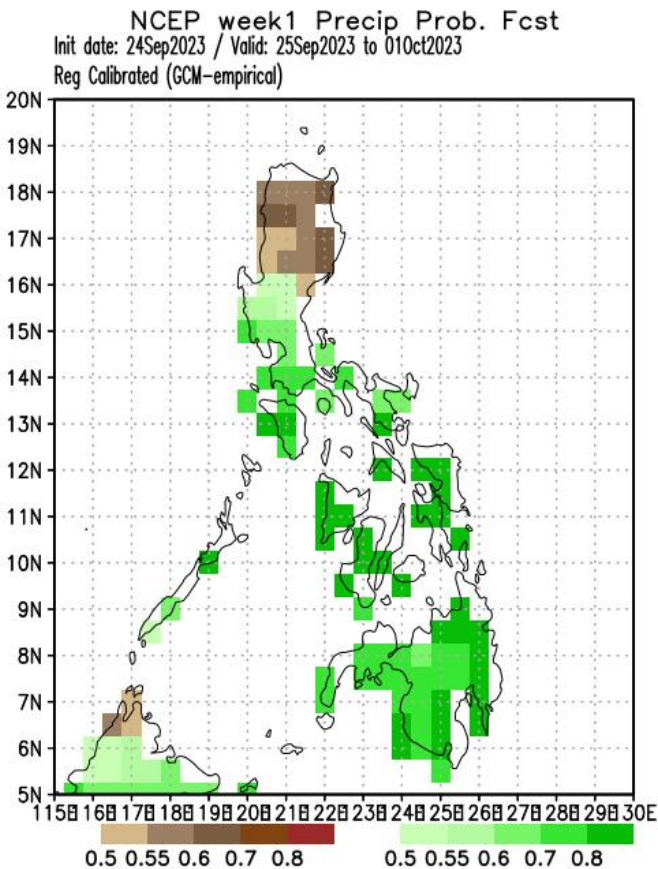 NCEP week1 Precip Prob. Fcst
Init date: 24Sep2023 / Valid: 25Sep2023 to 01Oct2023
Reg Calibrated (GCM-empirical)
20N
19N
18N
17N
16N
15N
14N
13N
12N
11N
10N
9N
8N
7N
6N
5N
115E 116E 117E 118E 119E 120E 121E 122E 123E 124E 125E 126E 127E 128E 129E 130E
0.5 0.55 0.6 0.7 0.8 0.5 0.55 0.6 0.7 0.8